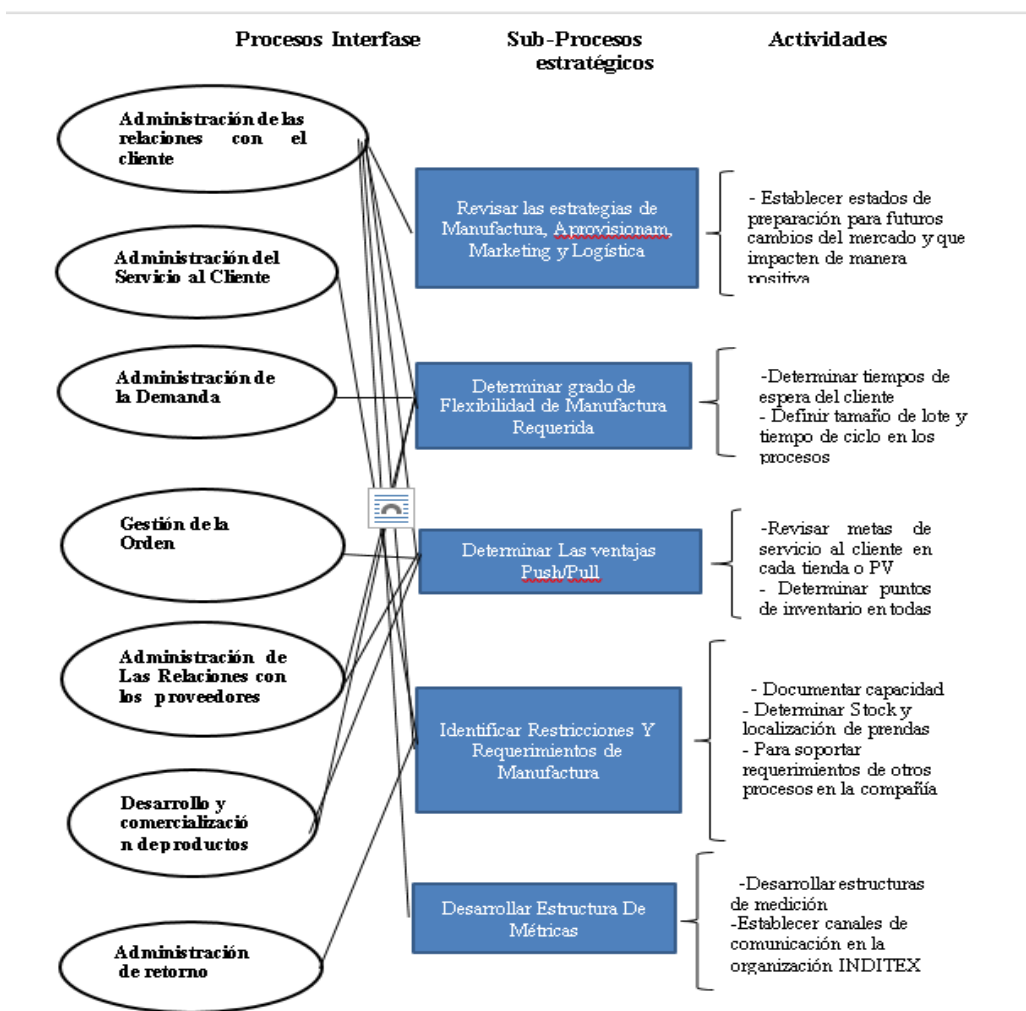 Procesos Interfase
Sub-Procesos
estratégicos
Actividades
Administración de las
relaciones con el
cliente
Administración del
Servicio al Cliente
Administración de
la Demanda
Gestión de la
Orden
Administración de
Las Relaciones con
los proveedores
Desarrollo y
comercializació
n de productos
Administración
de retorno
Revisar las estrategias de
Manufactura, Aprovisionam,
Marketing y Logística
Determinar grado de
Flexibilidad de Manufactura
Requerida
Determinar Las ventajas
Push/Pull
Identificar Restricciones Y
Requerimientos de
Manufactura
Desarrollar Estructura De
Métricas
- Establecer estados de
preparación para futuros
cambios del mercado y que
impacten de manera
positiva
-Determinar tiempos de
espera del cliente
- Definir tamaño de lote y
tiempo de ciclo en los
procesos
-Revisar metas de
servicio al cliente en
cada tienda o PV
- Determinar puntos
de inventario en todas
- Documentar capacidad
- Determinar Stock y
localización de prendas
- Para soportar
requerimientos de otros
procesos en la compañía
-Desarrollar estructuras
de medición
-Establecer canales de
comunicación en la
organización INDITEX